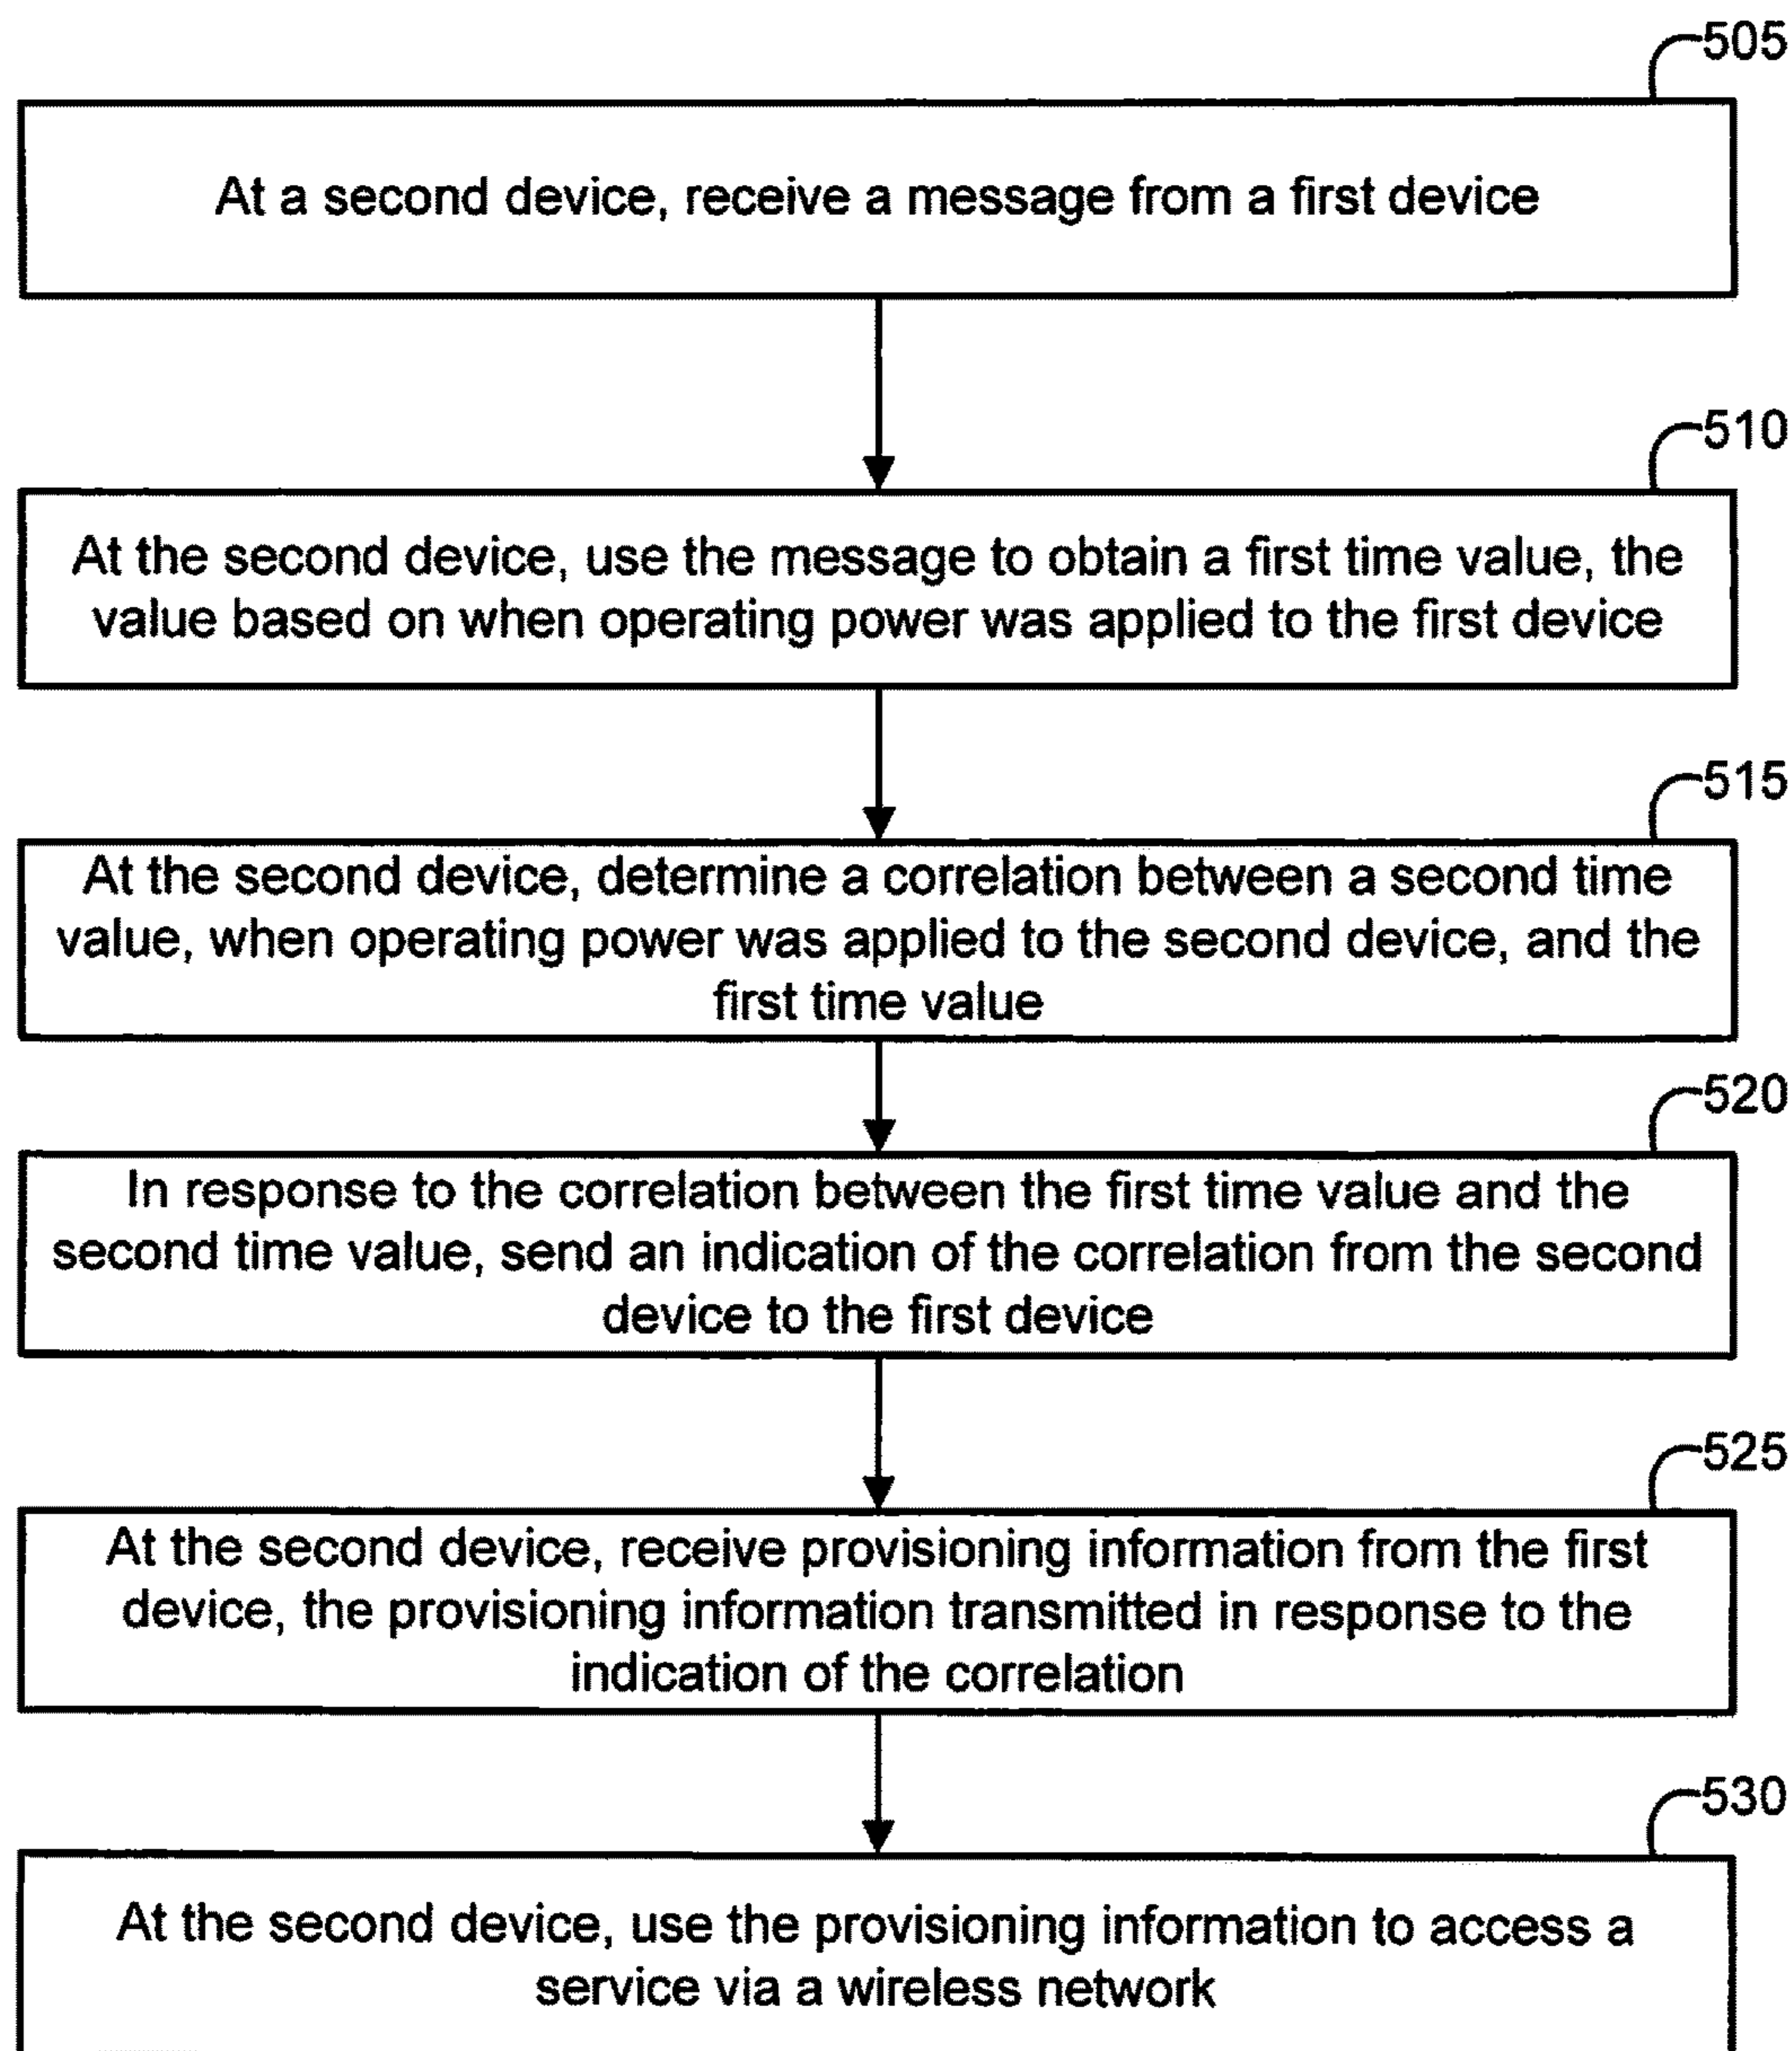 505
At a second device, receive a message from a first device
510
At the second device, use the message to obtain a first time value, the
value based on when operating power was applied to the first device
515
At the second device, determine a correlation between a second time
value, when operating power was applied to the second device, and the
first time value
520
In response to the correlation between the first time value and the
second time value, send an indication of the correlation from the second
device to the first device
525
At the second device, receive provisioning information from the first
device, the provisioning information transmitted in response to the
indication of the correlation
530
At the second device, use the provisioning information to access a
service via a wireless network